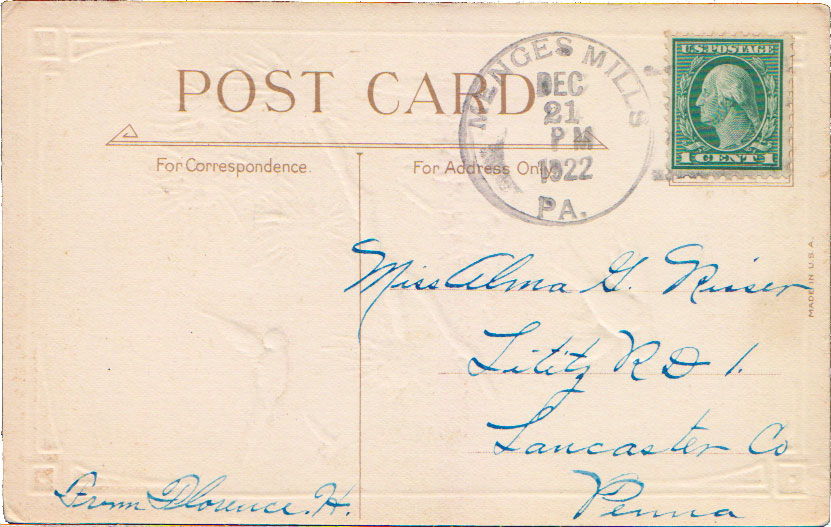 POST CARD
For Correspondence.
For Address Only.
MENGES MILLS
DEC
21
PM
1922
PA.
U.S. POSTAGE
1 CENT 1
MADE IN U.S.A.
Miss Alma G. Risser
Lititz R D 1.
Lancaster Co
Penna
From Florence. H.